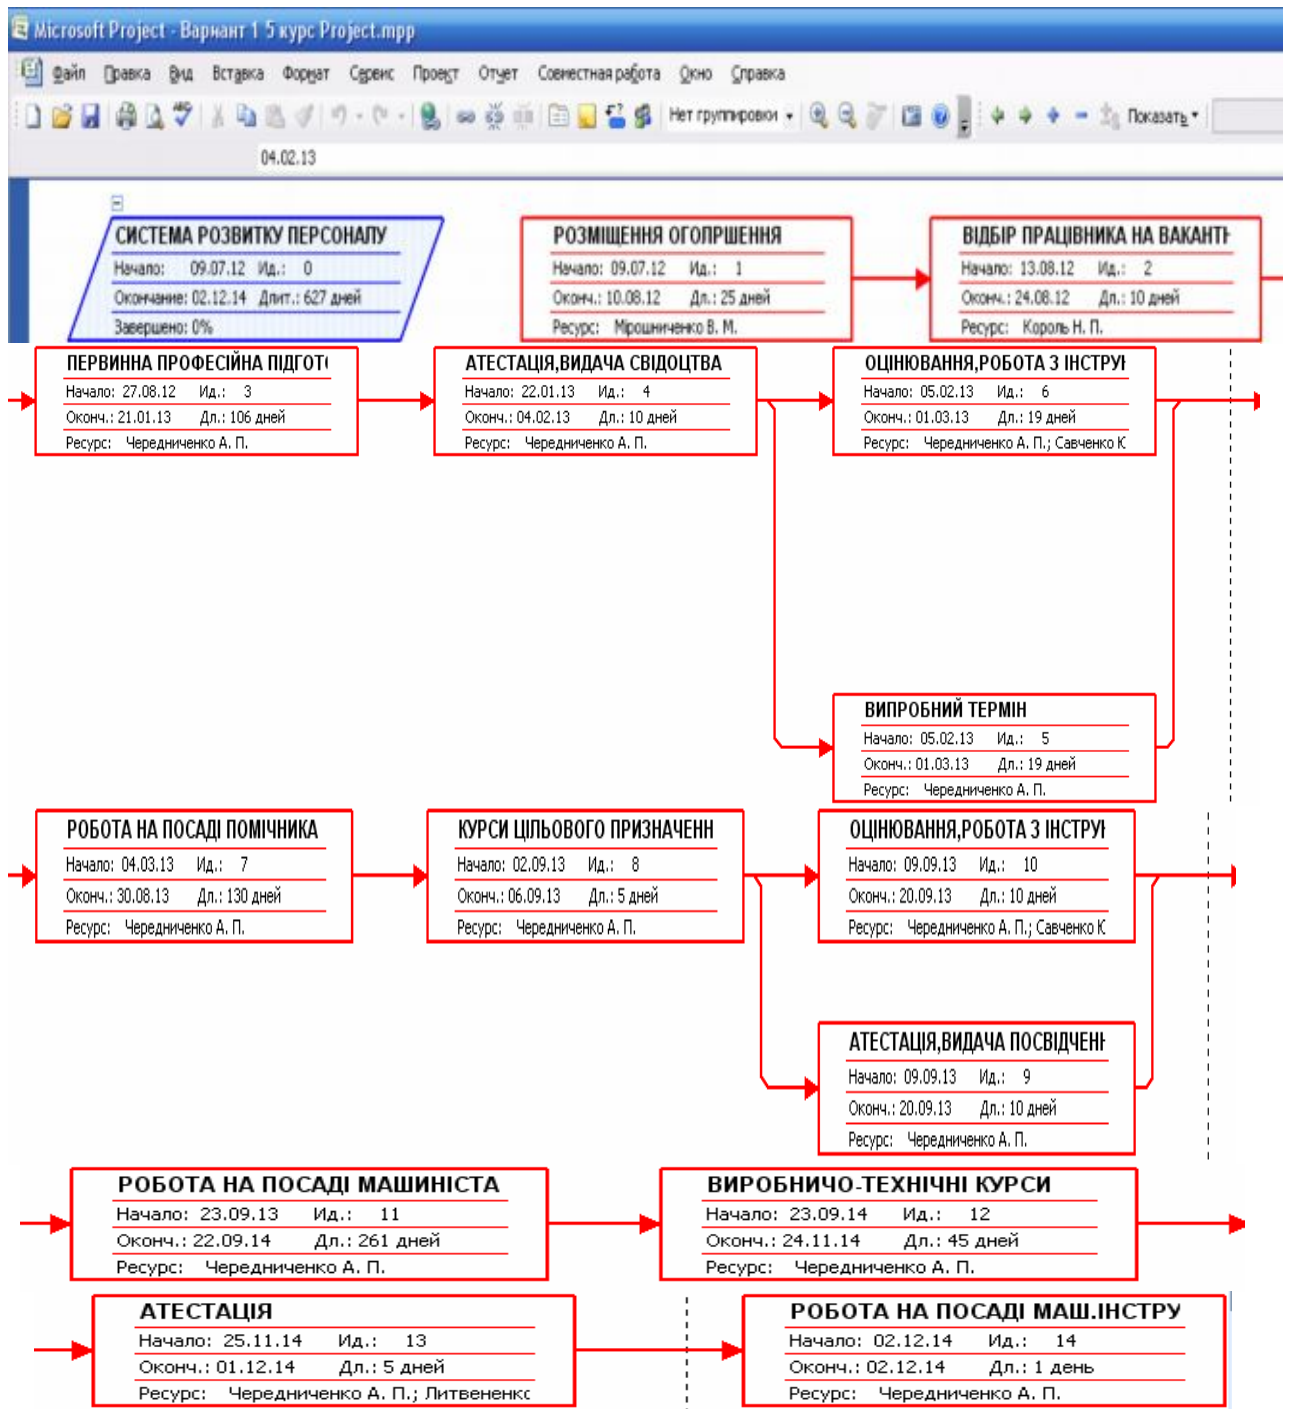 Microsoft Project - Вариант 1 5 курс Project.mpp
Файл Правка Вид Вставка Формат Сервис Проект Отчет Совместная работа Окно Справка
Нет группировки Показать
04.02.13
СИСТЕМА РОЗВИТКУ ПЕРСОНАЛУ
Начало: 09.07.12 Ид.: 0
Окончание: 02.12.14 Длит.: 627 дней
Завершено: 0%
РОЗМІЩЕННЯ ОГОЛРШЕННЯ
Начало: 09.07.12 Ид.: 1
Оконч.: 10.08.12 Дл.: 25 дней
Ресурс: Мірошниченко В. М.
ВІДБІР ПРАЦІВНИКА НА ВАКАНТН
Начало: 13.08.12 Ид.: 2
Оконч.: 24.08.12 Дл.: 10 дней
Ресурс: Король Н. П.
ПЕРВИННА ПРОФЕСІЙНА ПІДГОТО
Начало: 27.08.12 Ид.: 3
Оконч.: 21.01.13 Дл.: 106 дней
Ресурс: Чередниченко А. П.
АТЕСТАЦІЯ,ВИДАЧА СВІДОЦТВА
Начало: 22.01.13 Ид.: 4
Оконч.: 04.02.13 Дл.: 10 дней
Ресурс: Чередниченко А. П.
ОЦІНЮВАННЯ,РОБОТА З ІНСТРУК
Начало: 05.02.13 Ид.: 6
Оконч.: 01.03.13 Дл.: 19 дней
Ресурс: Чередниченко А. П.; Савченко К
ВИПРОБНИЙ ТЕРМІН
Начало: 05.02.13 Ид.: 5
Оконч.: 01.03.13 Дл.: 19 дней
Ресурс: Чередниченко А. П.
РОБОТА НА ПОСАДІ ПОМІЧНИКА
Начало: 04.03.13 Ид.: 7
Оконч.: 30.08.13 Дл.: 130 дней
Ресурс: Чередниченко А. П.
КУРСИ ЦІЛЬОВОГО ПРИЗНАЧЕНН
Начало: 02.09.13 Ид.: 8
Оконч.: 06.09.13 Дл.: 5 дней
Ресурс: Чередниченко А. П.
ОЦІНЮВАННЯ,РОБОТА З ІНСТРУК
Начало: 09.09.13 Ид.: 10
Оконч.: 20.09.13 Дл.: 10 дней
Ресурс: Чередниченко А. П.; Савченко К
АТЕСТАЦІЯ,ВИДАЧА ПОСВІДЧЕНН
Начало: 09.09.13 Ид.: 9
Оконч.: 20.09.13 Дл.: 10 дней
Ресурс: Чередниченко А. П.
РОБОТА НА ПОСАДІ МАШИНІСТА
Начало: 23.09.13 Ид.: 11
Оконч.: 22.09.14 Дл.: 261 дней
Ресурс: Чередниченко А. П.
ВИРОБНИЧО-ТЕХНІЧНІ КУРСИ
Начало: 23.09.14 Ид.: 12
Оконч.: 24.11.14 Дл.: 45 дней
Ресурс: Чередниченко А. П.
АТЕСТАЦІЯ
Начало: 25.11.14 Ид.: 13
Оконч.: 01.12.14 Дл.: 5 дней
Ресурс: Чередниченко А. П.; Литвененко
РОБОТА НА ПОСАДІ МАШ.ІНСТРУ
Начало: 02.12.14 Ид.: 14
Оконч.: 02.12.14 Дл.: 1 день
Ресурс: Чередниченко А. П.